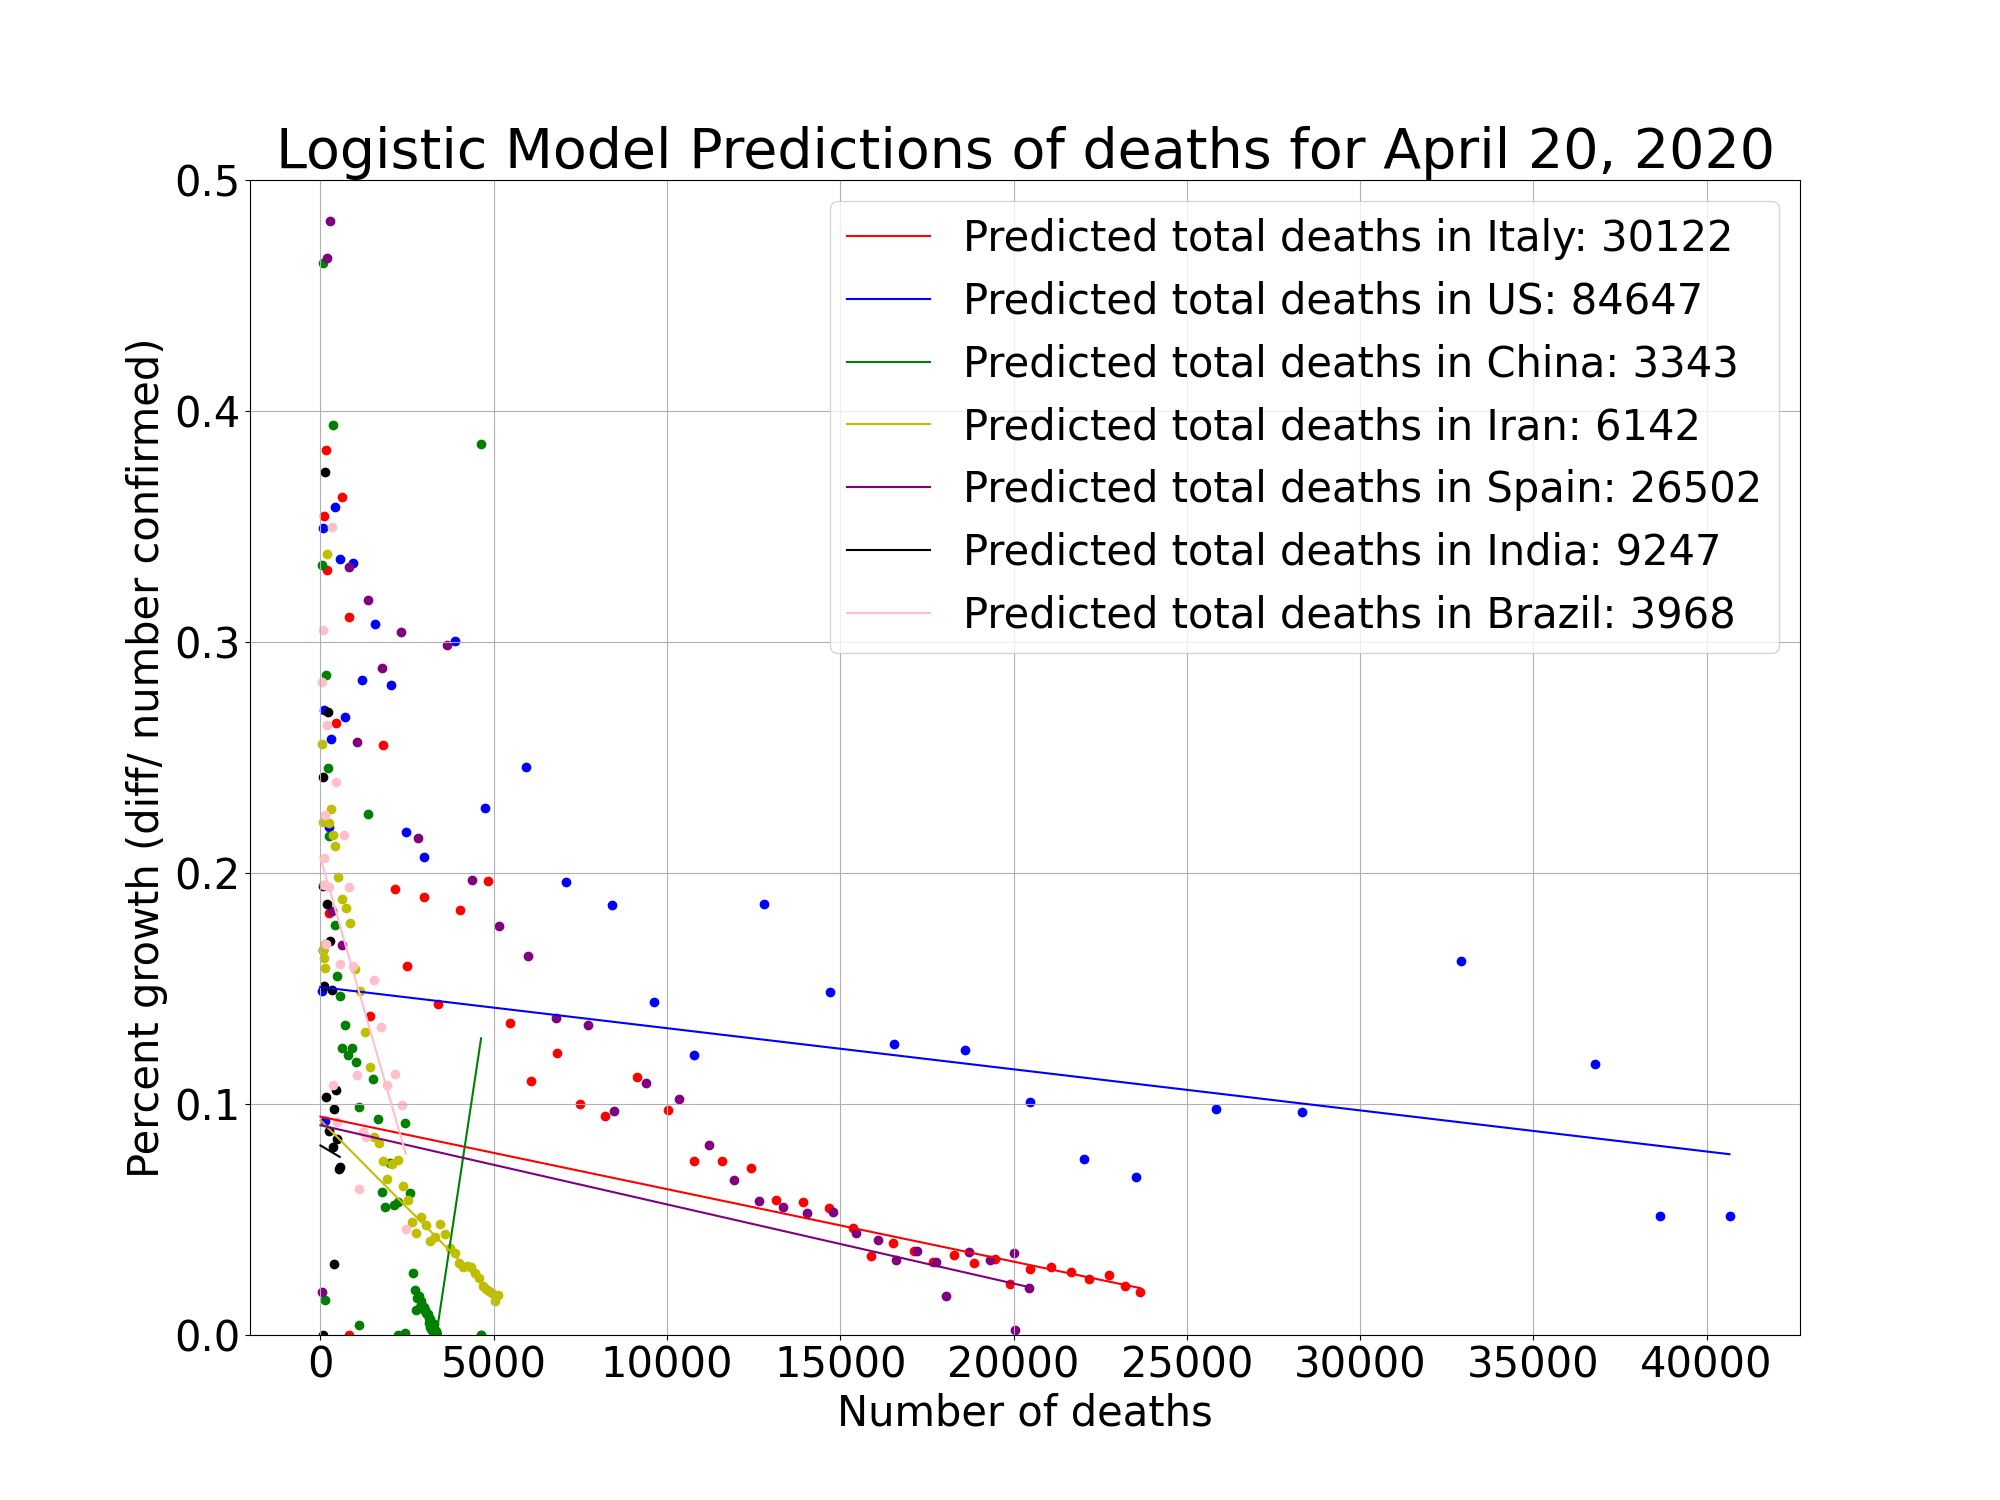 Logistic Model Predictions of deaths for April 20, 2020
0.5
0.4
0.3
0.2
0.1
0.0
Percent growth (diff/ number confirmed)
Predicted total deaths in Italy: 30122
Predicted total deaths in US: 84647
Predicted total deaths in China: 3343
Predicted total deaths in Iran: 6142
Predicted total deaths in Spain: 26502
Predicted total deaths in India: 9247
Predicted total deaths in Brazil: 3968
0 5000 10000 15000 20000 25000 30000 35000 40000
Number of deaths